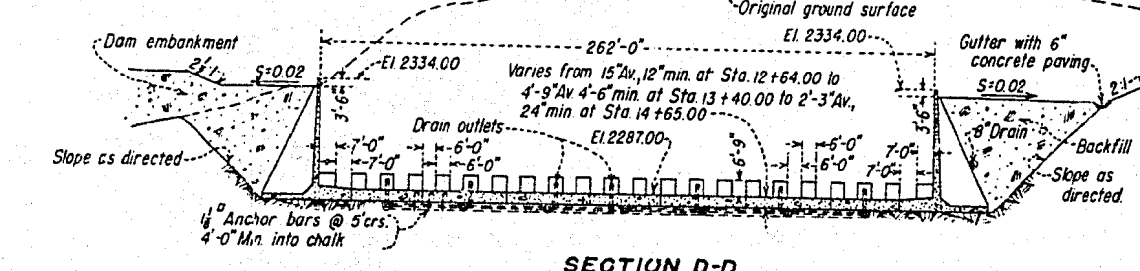 Original ground surface
El. 2334.00
Gutter with 6"
concrete paving
Dam embankment
2½:1
S=0.02
262'-0"
El. 2334.00
Varies from 15"Av., 12" min. at Sta. 12+64.00 to
4'-9"Av. 4'-6" min. at Sta. 13+40.00 to 2'-3"Av.,
24" min at Sta. 14+65.00
S=0.02
2:1
3'-6"
3'-6"
Drain outlets
El. 2287.00
8" Drain
Backfill
Slope as directed
7'-0"
7'-0"
6'-0"
6'-0"
6'-9"
6'-0"
6'-0"
7'-0"
7'-0"
Slope as
directed.
1⅛" Anchor bars @ 5' crs.
4'-0" Min. into chalk
SECTION D-D